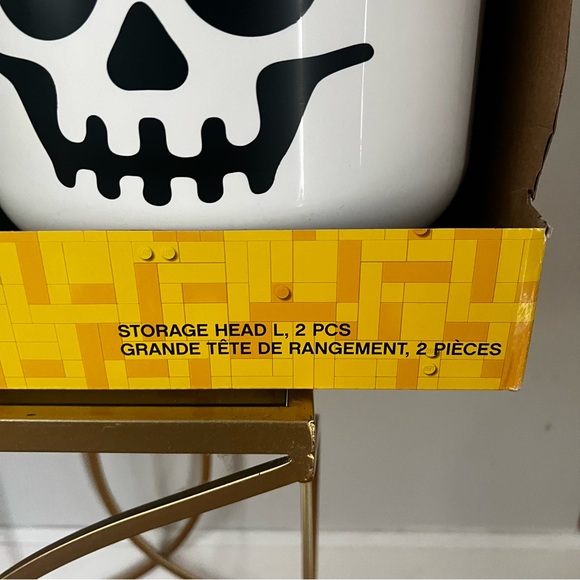 STORAGE HEAD L, 2 PCS
GRANDE TÊTE DE RANGEMENT, 2 PIÈCES